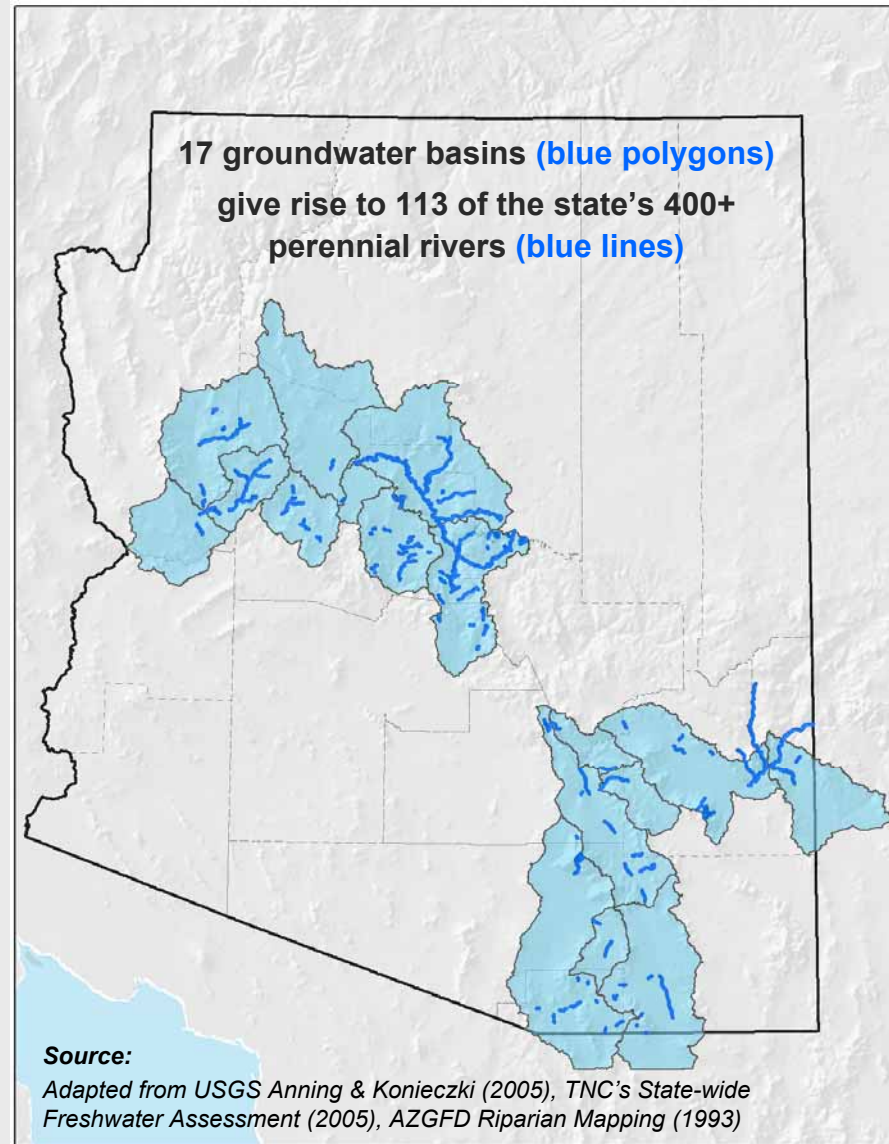 17 groundwater basins (blue polygons)
give rise to 113 of the state’s 400+
perennial rivers (blue lines)
Source:
Adapted from USGS Anning & Konieczki (2005), TNC’s State-wide
Freshwater Assessment (2005), AZGFD Riparian Mapping (1993)